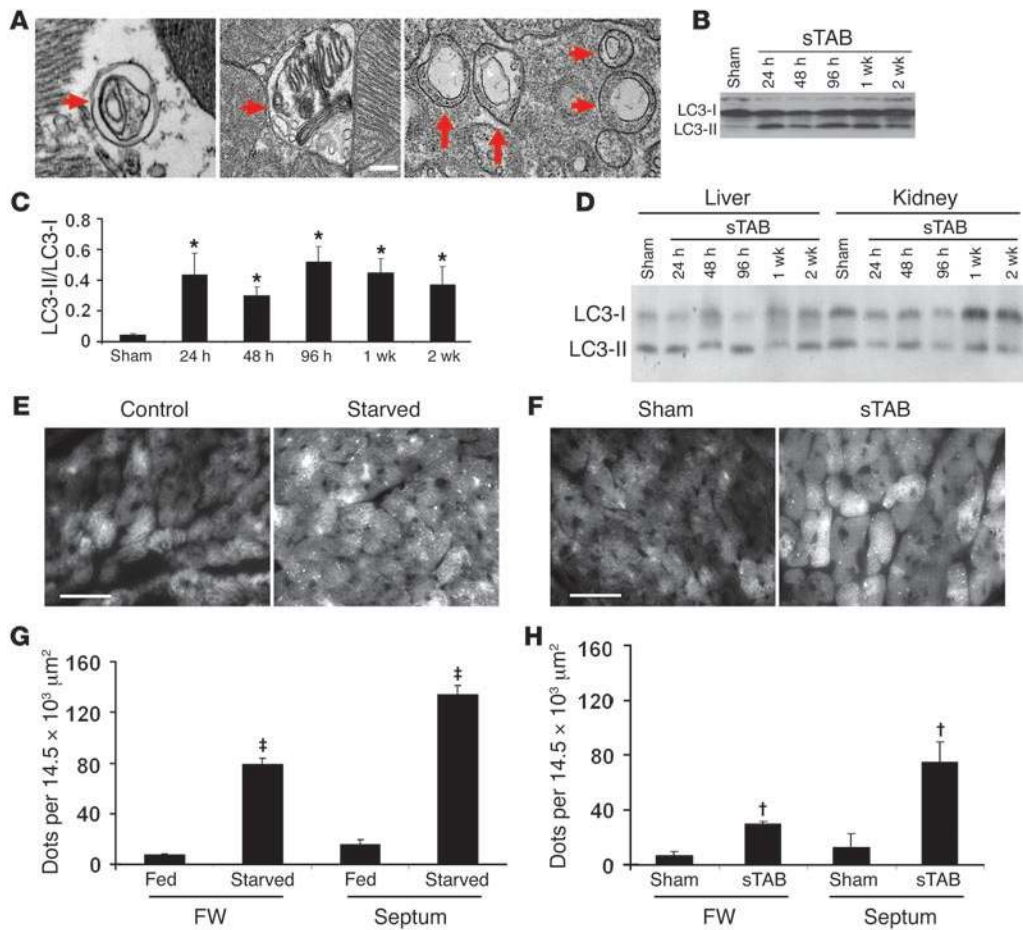 A
B
sTAB
Sham
24 h
48 h
96 h
1 wk
2 wk
LC3-I
LC3-II
C
LC3-II/LC3-I
0.8
0.6
0.4
0.2
0
*
*
*
*
*
Sham
24 h
48 h
96 h
1 wk
2 wk
D
Liver
Kidney
sTAB
sTAB
Sham
24 h
48 h
96 h
1 wk
2 wk
Sham
24 h
48 h
96 h
1 wk
2 wk
LC3-I
LC3-II
E
Control
Starved
F
Sham
sTAB
G
Dots per 14.5 × 10³ µm²
160
120
80
40
0
‡
‡
Fed
Starved
Fed
Starved
FW
Septum
H
Dots per 14.5 × 10³ µm²
160
120
80
40
0
†
†
Sham
sTAB
Sham
sTAB
FW
Septum